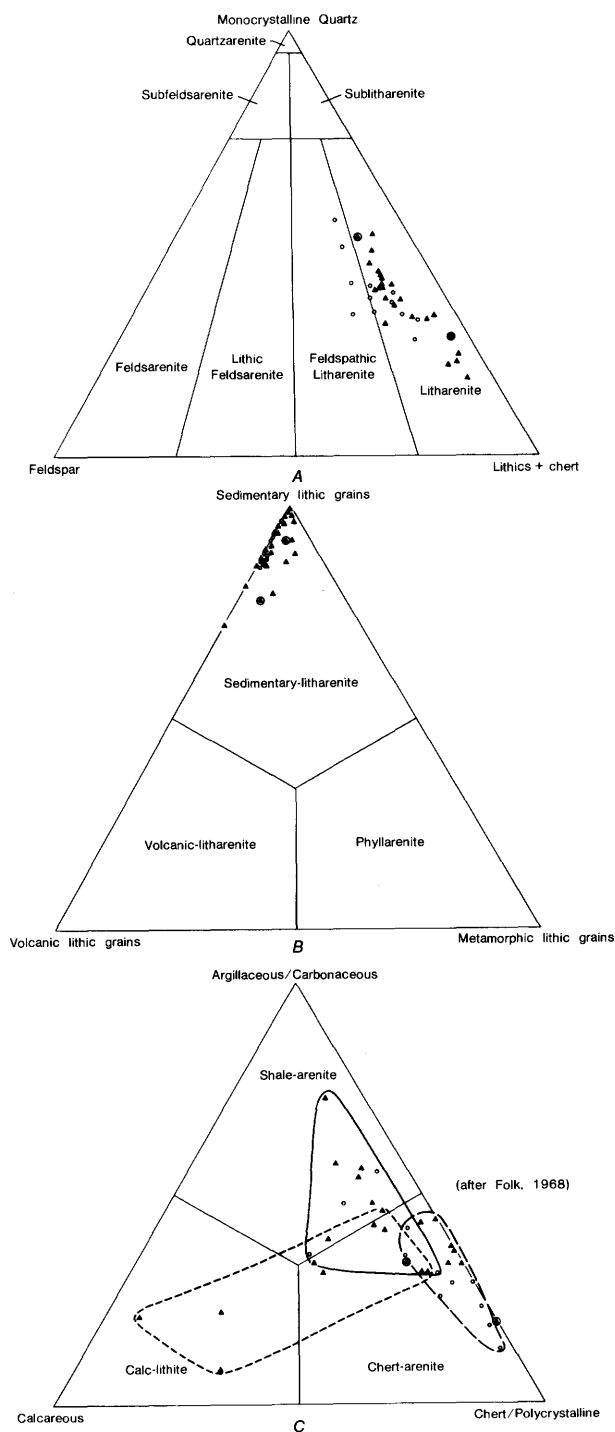 Monocrystalline Quartz
Quartzarenite
Subfeldsarenite
Sublitharenite
Feldsarenite
Lithic
Feldsarenite
Feldspathic
Litharenite
Litharenite
Feldspar
Lithics + chert
A
Sedimentary lithic grains
Sedimentary-litharenite
Volcanic-litharenite
Phyllarenite
Volcanic lithic grains
Metamorphic lithic grains
B
Argillaceous/Carbonaceous
Shale-arenite
(after Folk, 1968)
Calc-lithite
Chert-arenite
Calcareous
Chert/Polycrystalline
C